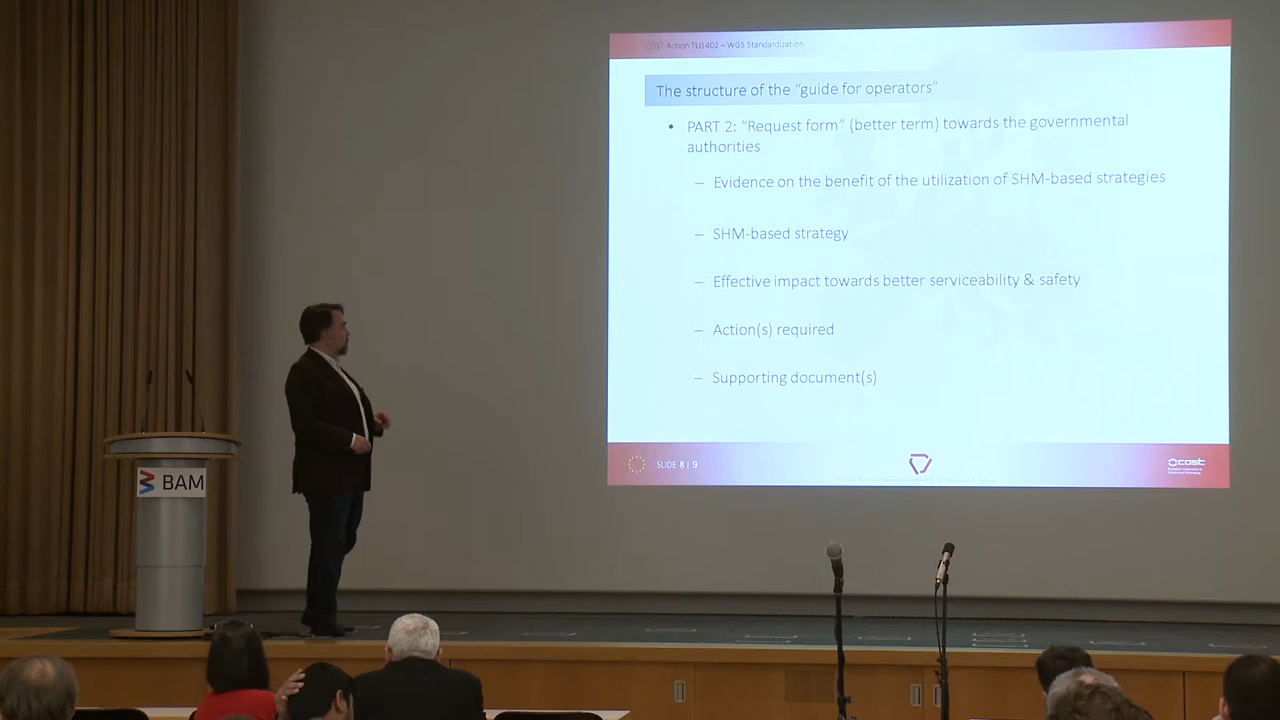 COST Action TU1402 – WG5 Standardization
The structure of the "guide for operators"
• PART 2: "Request form" (better term) towards the governmental
authorities
– Evidence on the benefit of the utilization of SHM-based strategies
– SHM-based strategy
– Effective impact towards better serviceability & safety
– Action(s) required
– Supporting document(s)
SLIDE 8 | 9
cost
BAM